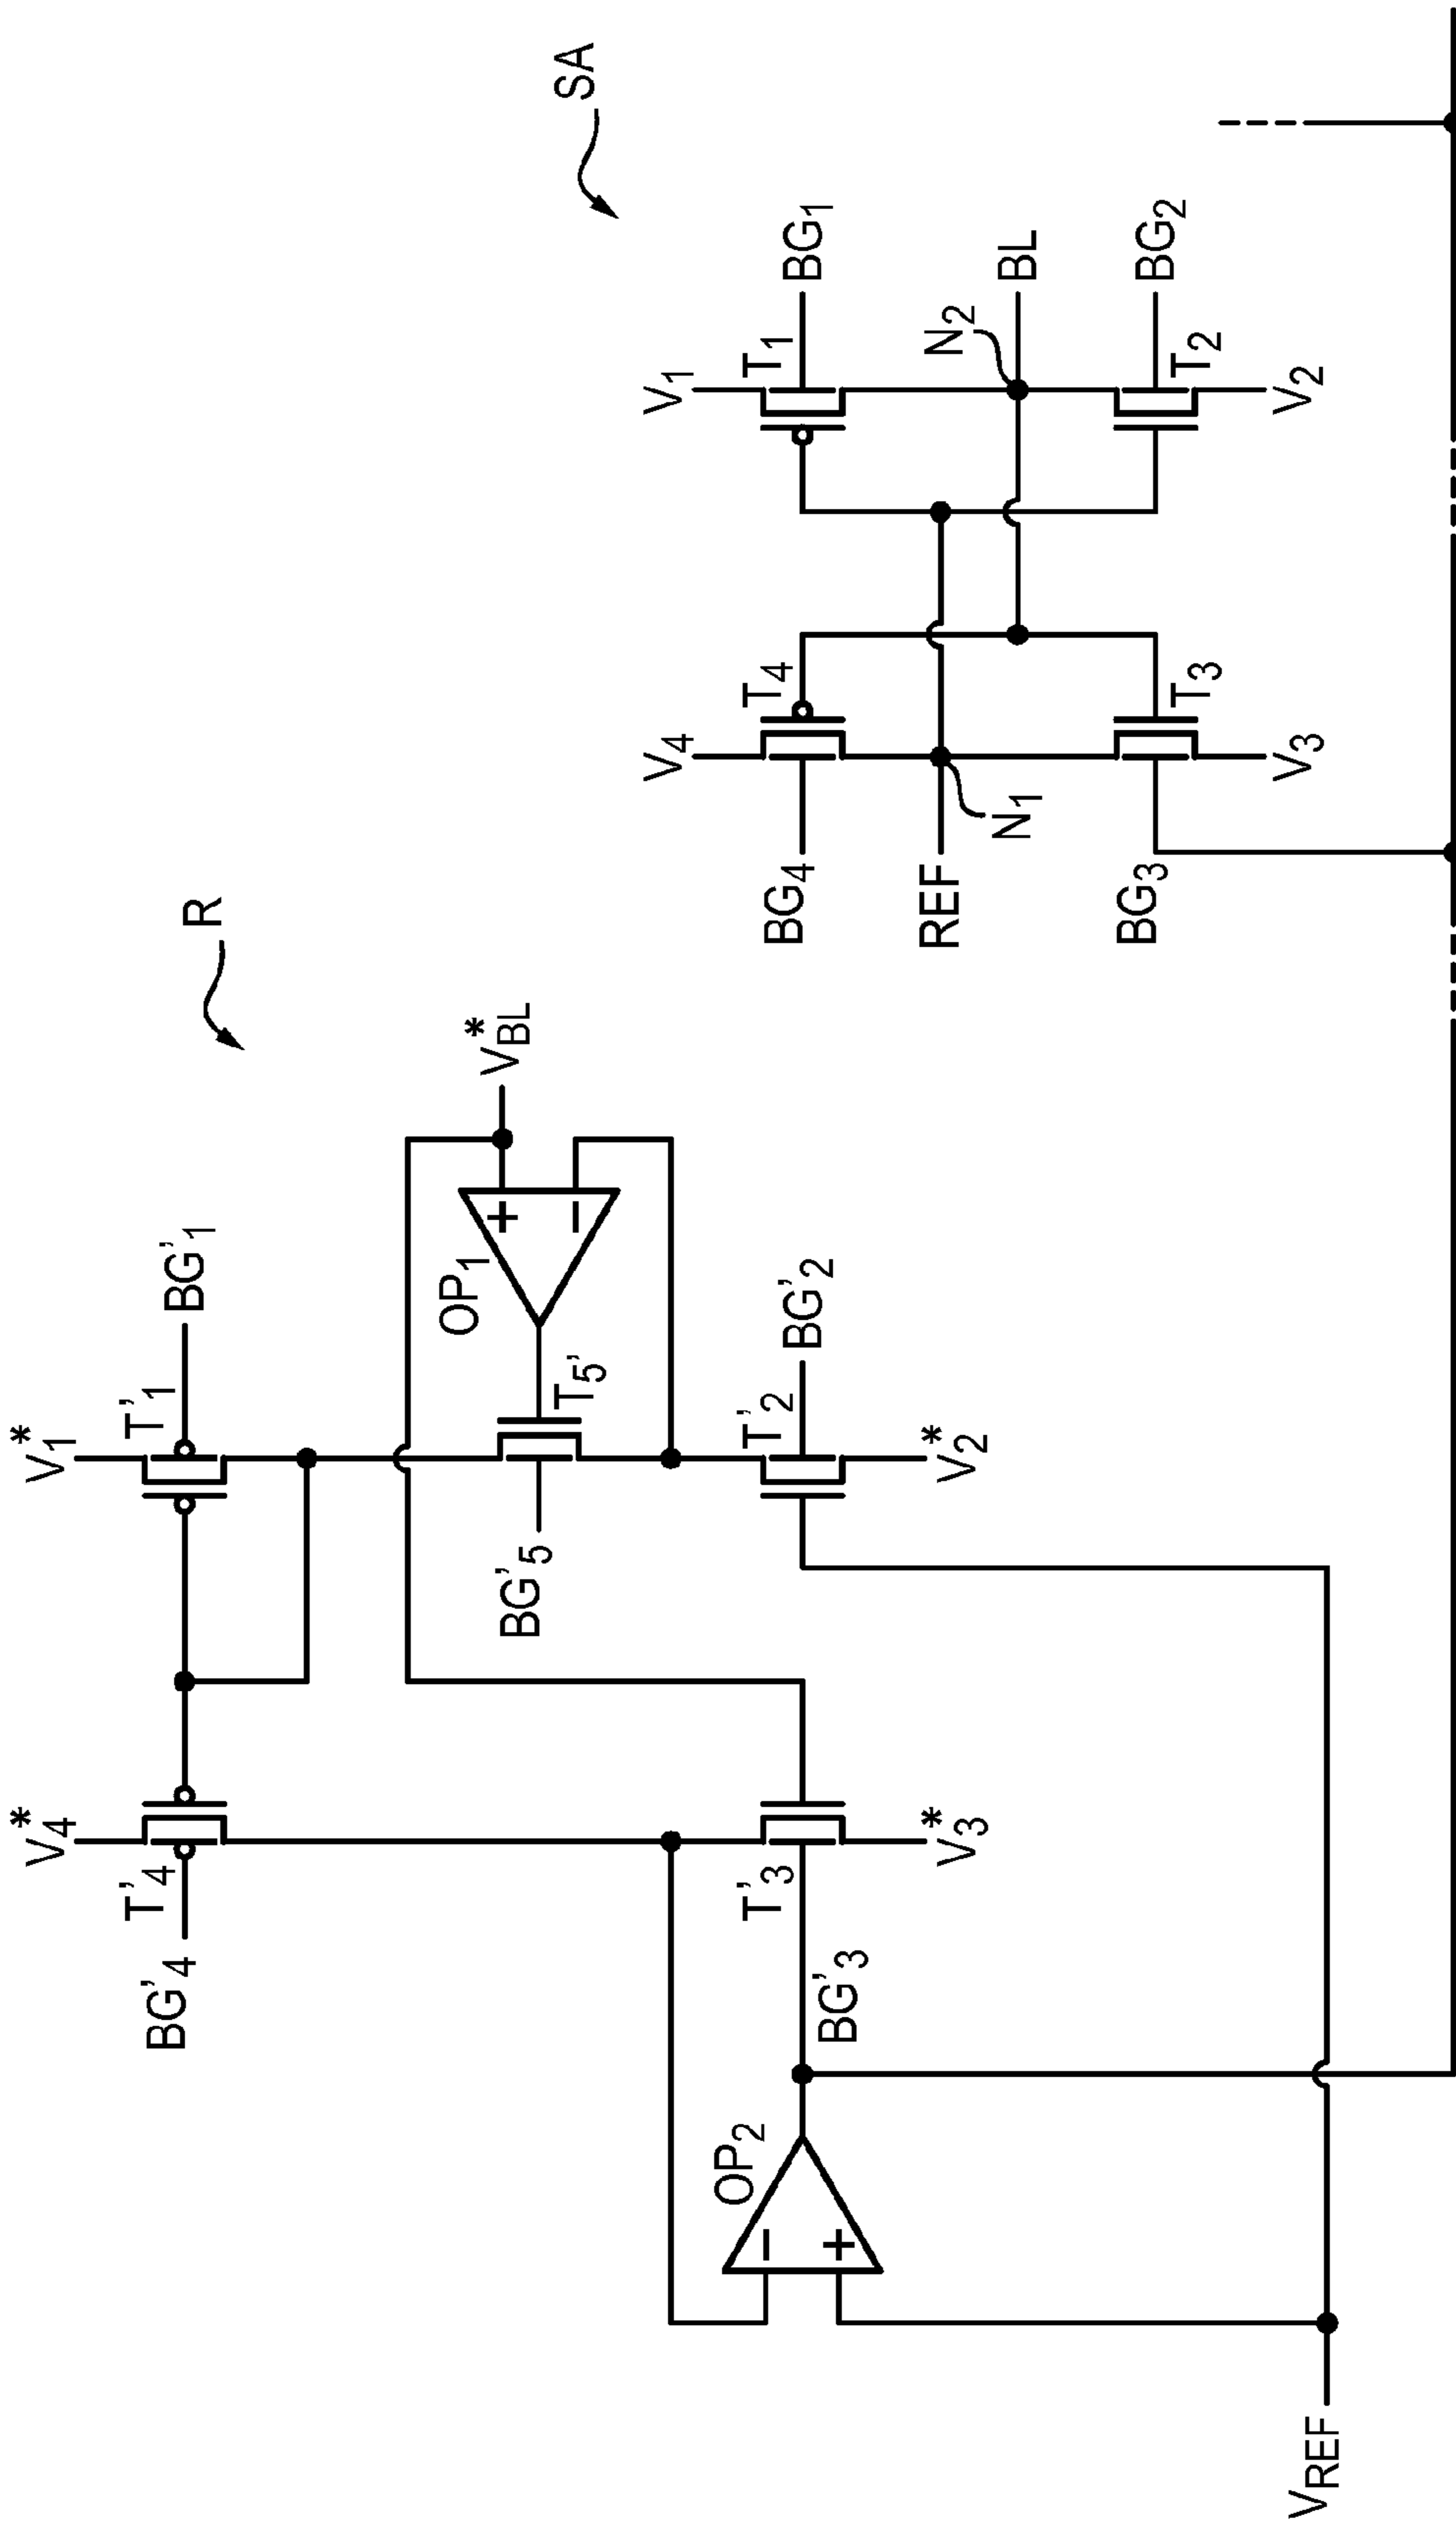 R
SA
V*4
V*1
T'4
BG'4
T'1
BG'1
V*BL
OP1
+
−
T5'
BG'5
T'2
BG'2
V*2
T'3
BG'3
V*3
OP2
−
+
VREF
V4
V1
T4
BG4
T1
BG1
N2
BL
REF
N1
T3
BG3
V3
T2
BG2
V2